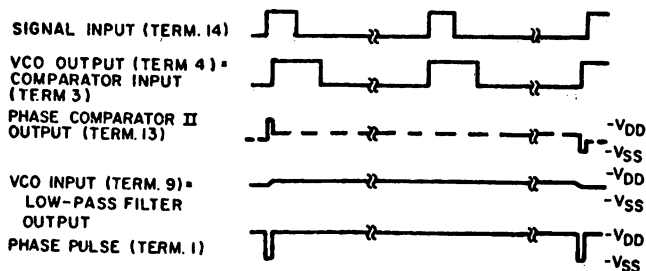 SIGNAL INPUT (TERM. 14)
VCO OUTPUT (TERM 4) =
COMPARATOR INPUT
(TERM 3)
PHASE COMPARATOR II
OUTPUT (TERM. 13)
-VDD
-VSS
VCO INPUT (TERM. 9) =
LOW-PASS FILTER
OUTPUT
-VDD
-VSS
PHASE PULSE (TERM. 1)
-VDD
-VSS